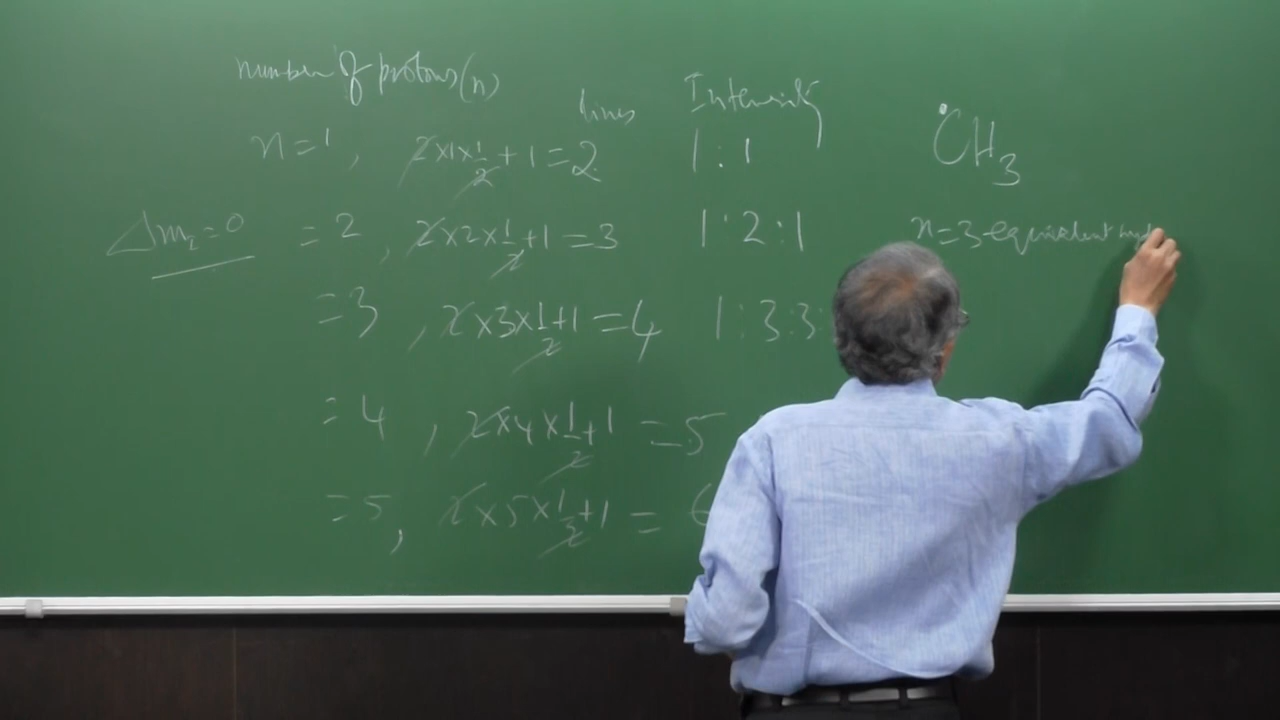 number of protons (n)
lines
Intensity
n=1, 2×1×1/2+1=2 1:1
ĊH3
Δm_I=0
=2, 2×2×1/2+1=3 1:2:1
n=3 equivalent
=3, 2×3×1/2+1=4 1:3:3
=4, 2×4×1/2+1=5
=5, 2×5×1/2+1=6